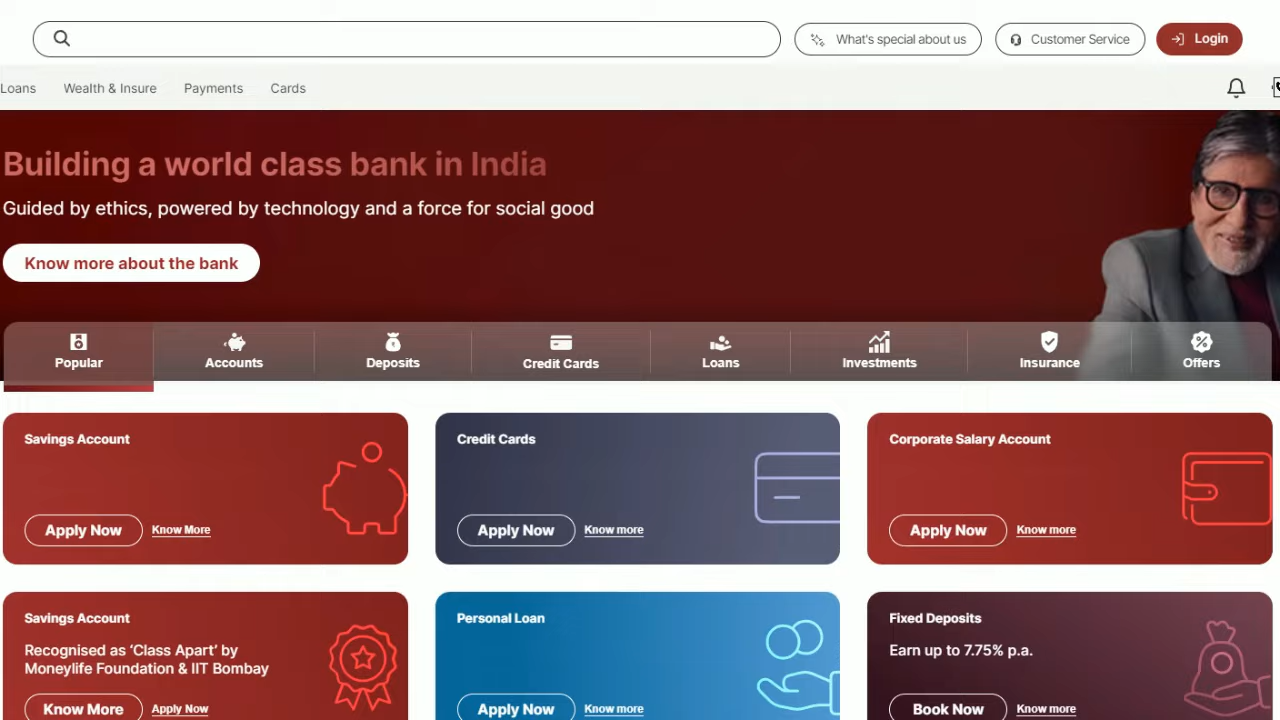 What's special about us
Customer Service
Login
Loans
Wealth & Insure
Payments
Cards
Building a world class bank in India
Guided by ethics, powered by technology and a force for social good
Know more about the bank
Popular
Accounts
Deposits
Credit Cards
Loans
Investments
Insurance
Offers
Savings Account
Apply Now
Know More
Credit Cards
Apply Now
Know more
Corporate Salary Account
Apply Now
Know more
Savings Account
Recognised as ‘Class Apart’ by
Moneylife Foundation & IIT Bombay
Know More
Apply Now
Personal Loan
Apply Now
Know more
Fixed Deposits
Earn up to 7.75% p.a.
Book Now
Know more